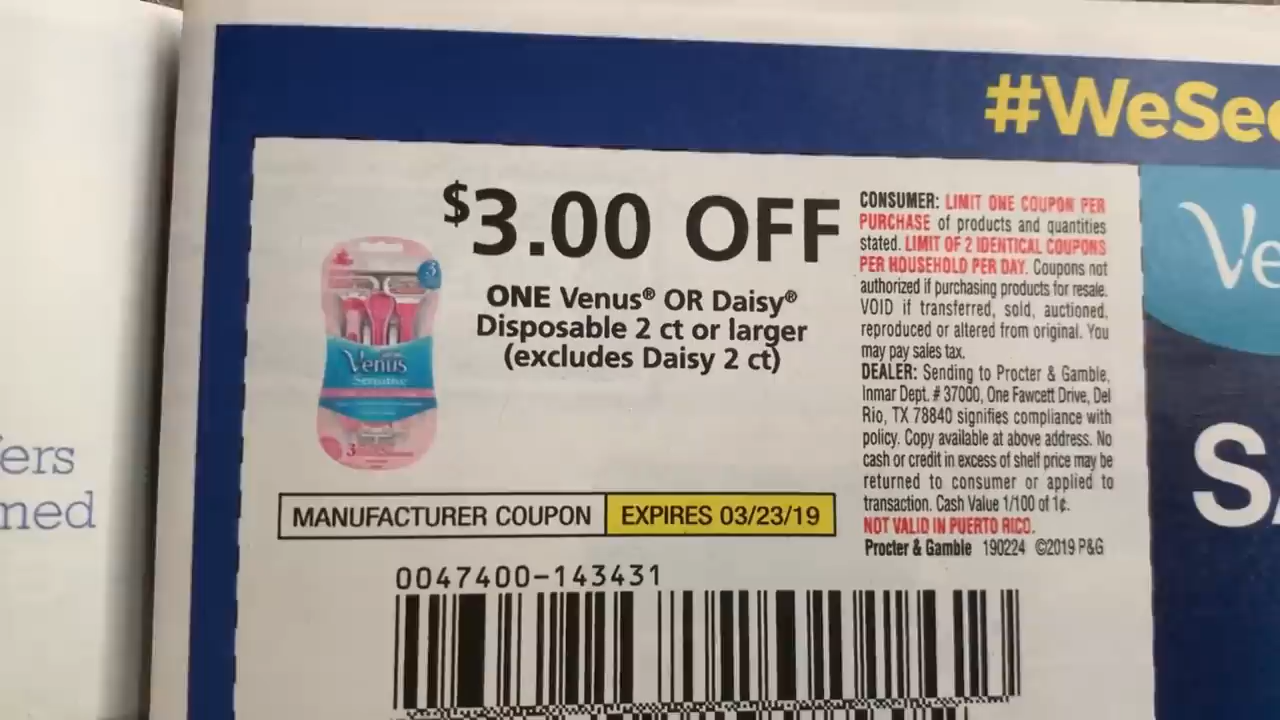 ers
med
#WeSe
$3.00 OFF
ONE Venus® OR Daisy®
Disposable 2 ct or larger
(excludes Daisy 2 ct)
3
Venus
Sensitive
3
MANUFACTURER COUPON EXPIRES 03/23/19
0047400-143431
CONSUMER: LIMIT ONE COUPON PER
PURCHASE of products and quantities
stated. LIMIT OF 2 IDENTICAL COUPONS
PER HOUSEHOLD PER DAY. Coupons not
authorized if purchasing products for resale.
VOID if transferred, sold, auctioned,
reproduced or altered from original. You
may pay sales tax.
DEALER: Sending to Procter & Gamble,
Inmar Dept. # 37000, One Fawcett Drive, Del
Rio, TX 78840 signifies compliance with
policy. Copy available at above address. No
cash or credit in excess of shelf price may be
returned to consumer or applied to
transaction. Cash Value 1/100 of 1¢.
NOT VALID IN PUERTO RICO.
Procter & Gamble 190224 ©2019 P&G
Ve
S